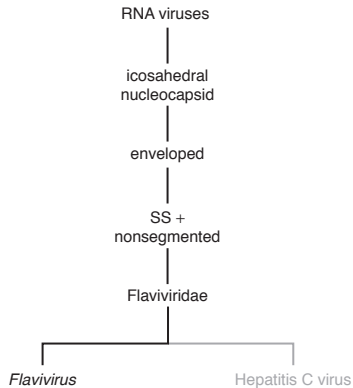 RNA viruses
icosahedral
nucleocapsid
enveloped
SS +
nonsegmented
Flaviviridae
Flavivirus
Hepatitis C virus